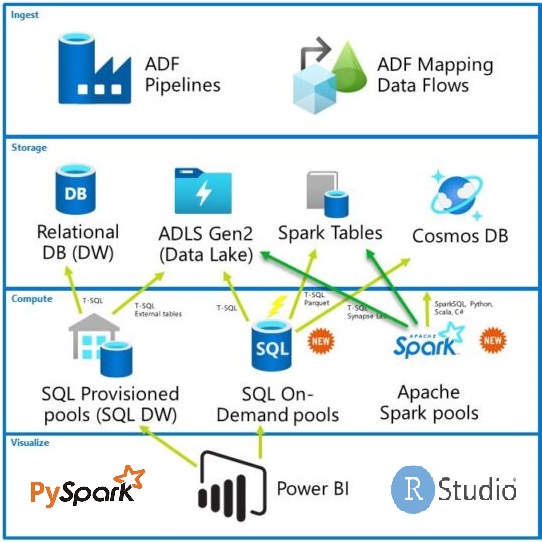 Ingest
ADF
Pipelines
ADF Mapping
Data Flows
Storage
DB
Relational
DB (DW)
ADLS Gen2
(Data Lake)
Spark Tables
Cosmos DB
Compute
T-SQL
T-SQL
External tables
T-SQL
T-SQL
Parquet
T-SQL
Synapse
SparkSQL, Python,
Scala, C#
SQL
NEW
APACHE
Spark
NEW
SQL Provisioned
pools (SQL DW)
SQL On-
Demand pools
Apache
Spark pools
Visualize
PySpark
Power BI
R Studio